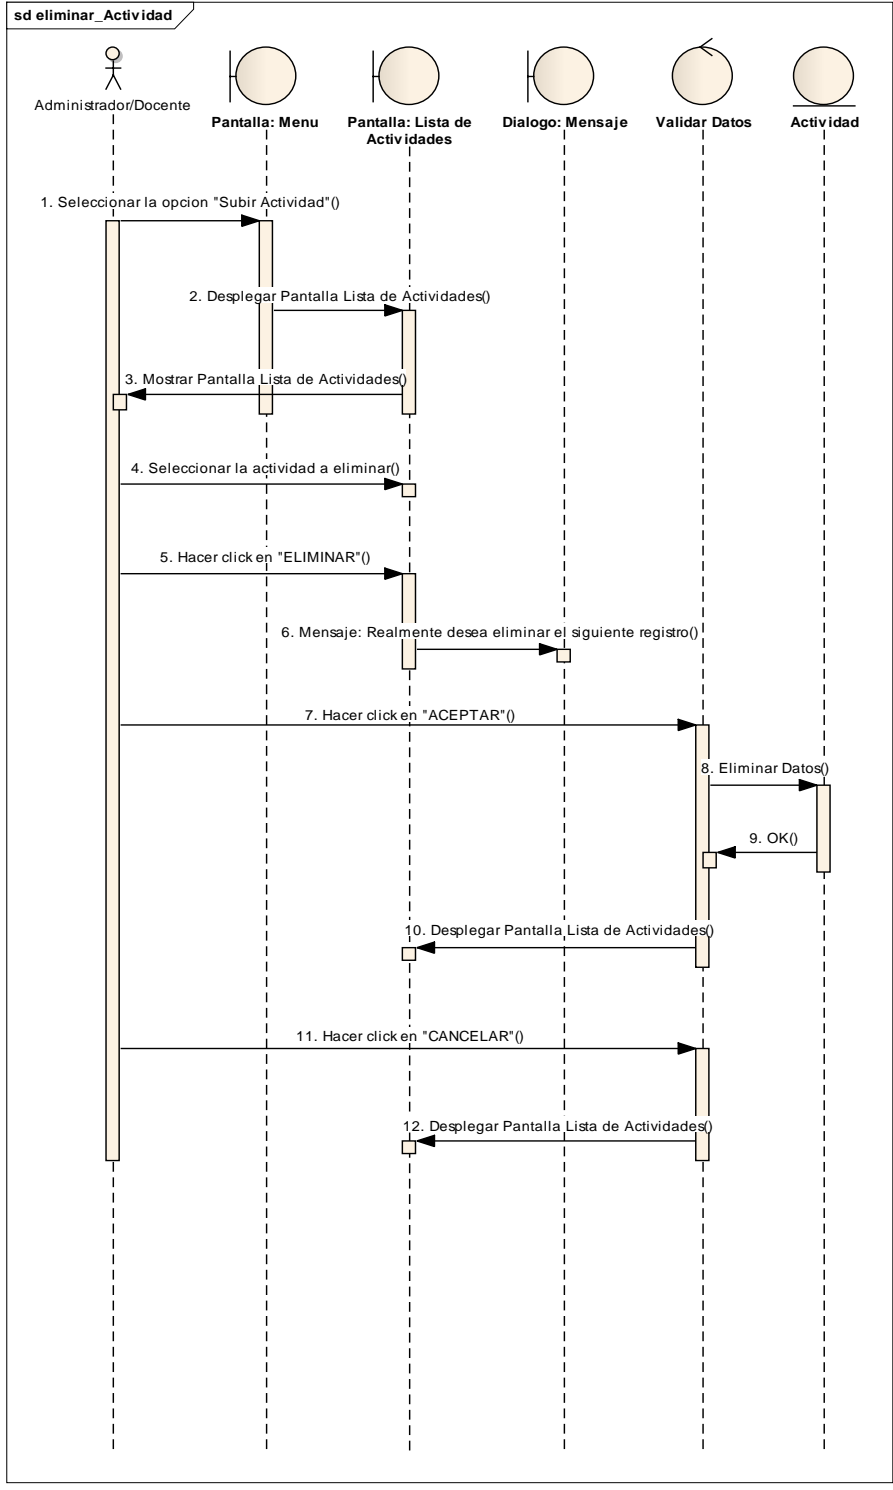 sd eliminar_Actividad
Administrador/Docente
Pantalla: Menu
Pantalla: Lista de
Actividades
Dialogo: Mensaje
Validar Datos
Actividad
1. Seleccionar la opcion "Subir Actividad"()
2. Desplegar Pantalla Lista de Actividades()
3. Mostrar Pantalla Lista de Actividades()
4. Seleccionar la actividad a eliminar()
5. Hacer click en "ELIMINAR"()
6. Mensaje: Realmente desea eliminar el siguiente registro()
7. Hacer click en "ACEPTAR"()
8. Eliminar Datos()
9. OK()
10. Desplegar Pantalla Lista de Actividades()
11. Hacer click en "CANCELAR"()
12. Desplegar Pantalla Lista de Actividades()